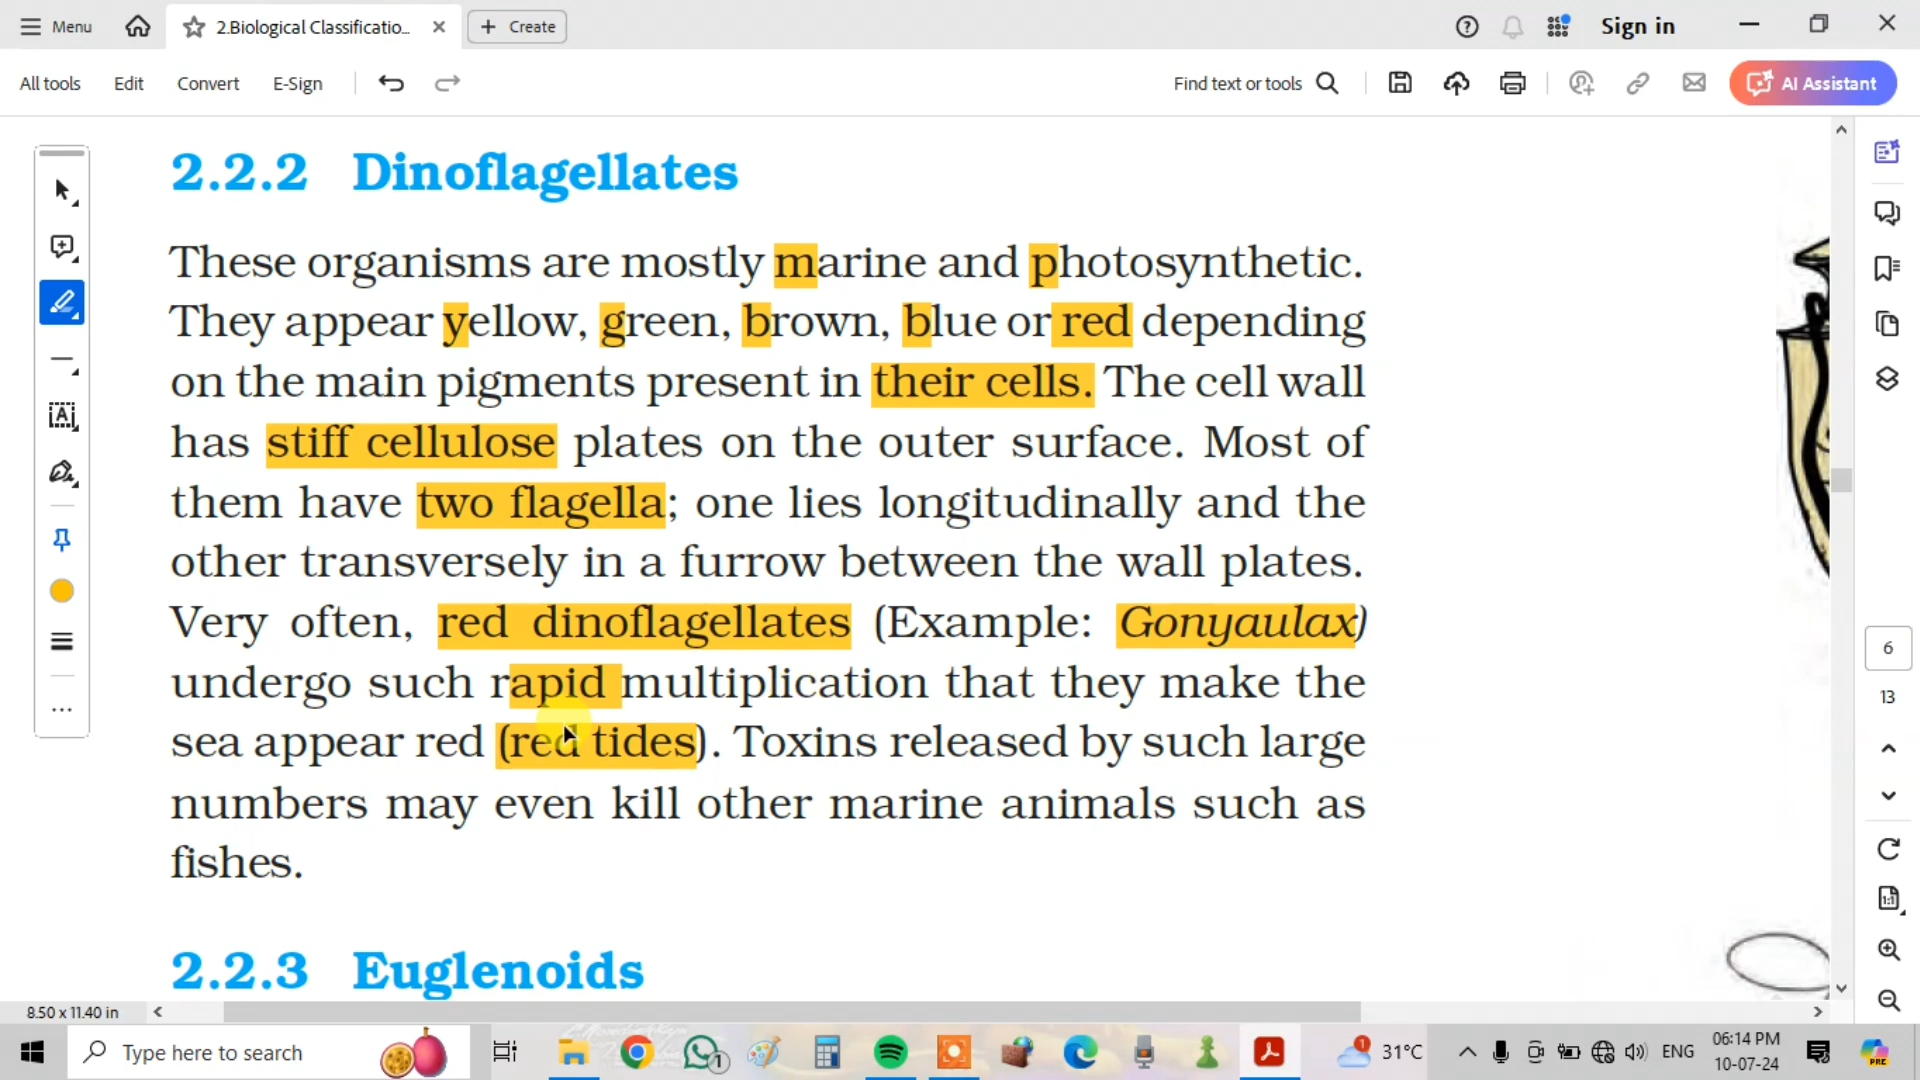 Menu
2.Biological Classificatio...
Create
Sign in
All tools
Edit
Convert
E-Sign
Find text or tools
AI Assistant
2.2.2 Dinoflagellates
These organisms are mostly marine and photosynthetic.
They appear yellow, green, brown, blue or red depending
on the main pigments present in their cells. The cell wall
has stiff cellulose plates on the outer surface. Most of
them have two flagella; one lies longitudinally and the
other transversely in a furrow between the wall plates.
Very often, red dinoflagellates (Example: Gonyaulax)
undergo such rapid multiplication that they make the
sea appear red (red tides). Toxins released by such large
numbers may even kill other marine animals such as
fishes.
2.2.3 Euglenoids
6
13
8.50 x 11.40 in
Type here to search
1
1
31°C
ENG
06:14 PM
10-07-24
PRE